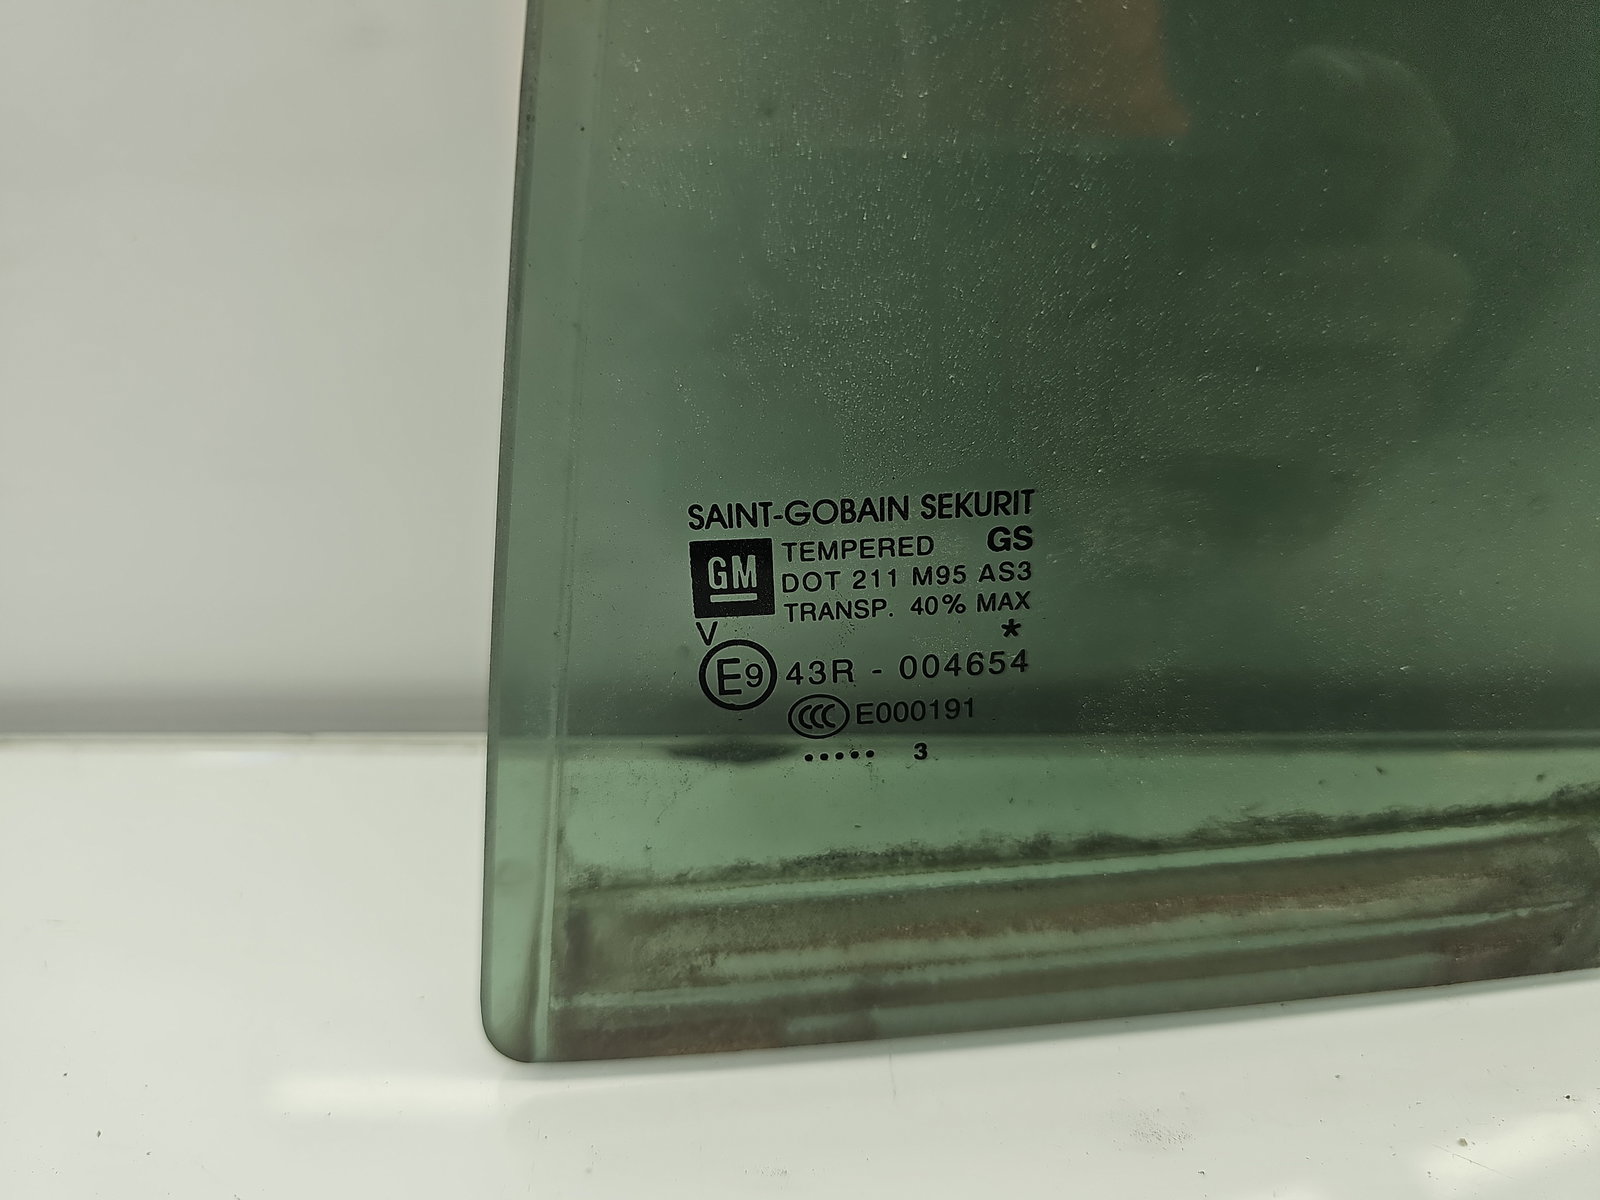 SAINT-GOBAIN SEKURIT
GM TEMPERED GS
DOT 211 M95 AS3
TRANSP. 40% MAX
V *
E9 43R - 004654
CCC E000191
..... 3